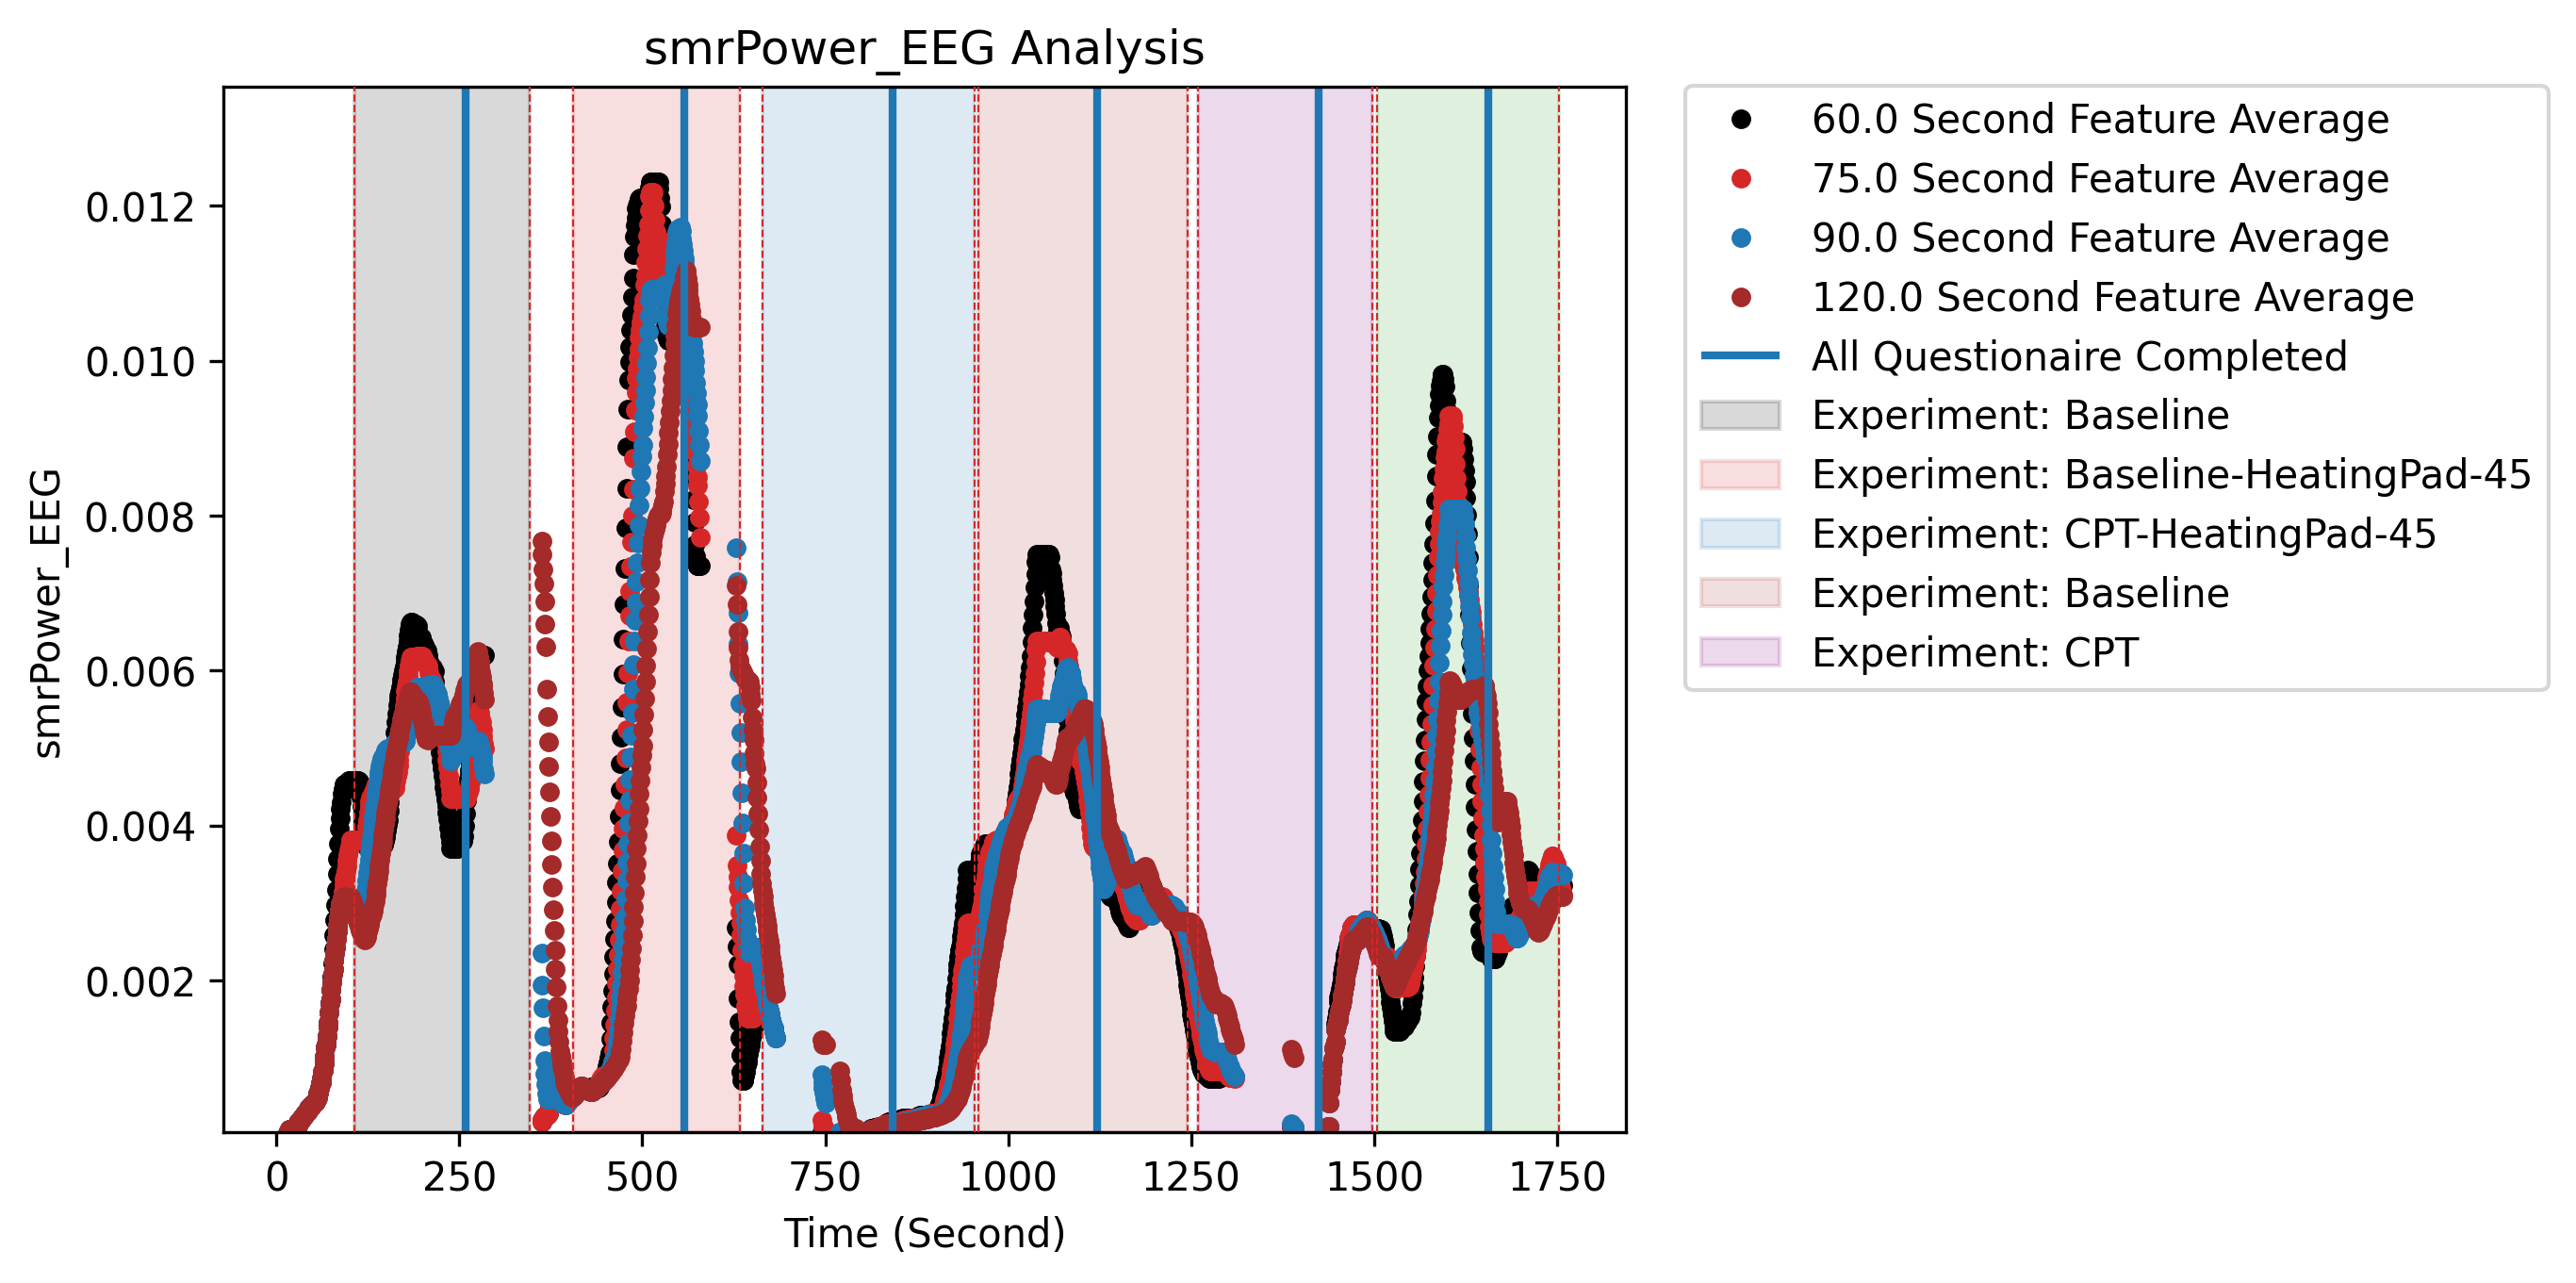 smrPower_EEG Analysis
smrPower_EEG
0.012
0.010
0.008
0.006
0.004
0.002
0
250
500
750
1000
1250
1500
1750
Time (Second)
60.0 Second Feature Average
75.0 Second Feature Average
90.0 Second Feature Average
120.0 Second Feature Average
All Questionaire Completed
Experiment: Baseline
Experiment: Baseline-HeatingPad-45
Experiment: CPT-HeatingPad-45
Experiment: Baseline
Experiment: CPT